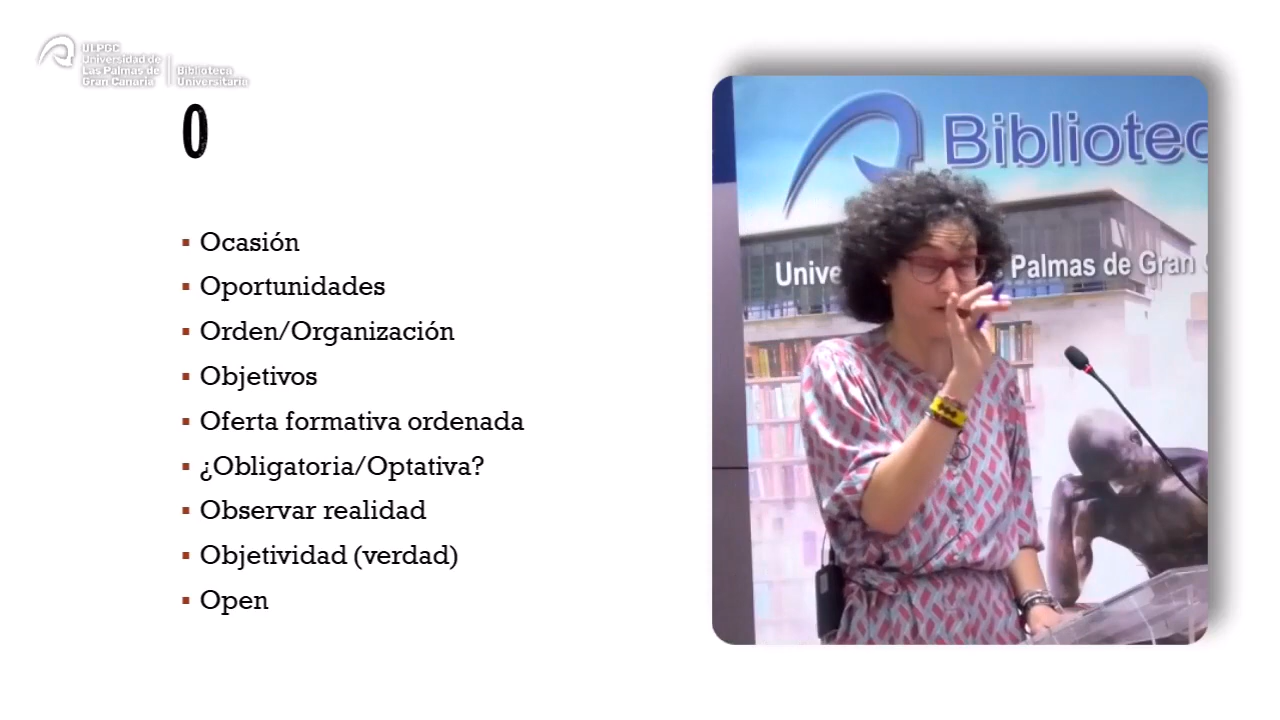 ULPGC
Universidad de
Las Palmas de
Gran Canaria
Biblioteca
Universitaria
O
▪ Ocasión
▪ Oportunidades
▪ Orden/Organización
▪ Objetivos
▪ Oferta formativa ordenada
▪ ¿Obligatoria/Optativa?
▪ Observar realidad
▪ Objetividad (verdad)
▪ Open
Bibliotec
Unive s Palmas de Gran